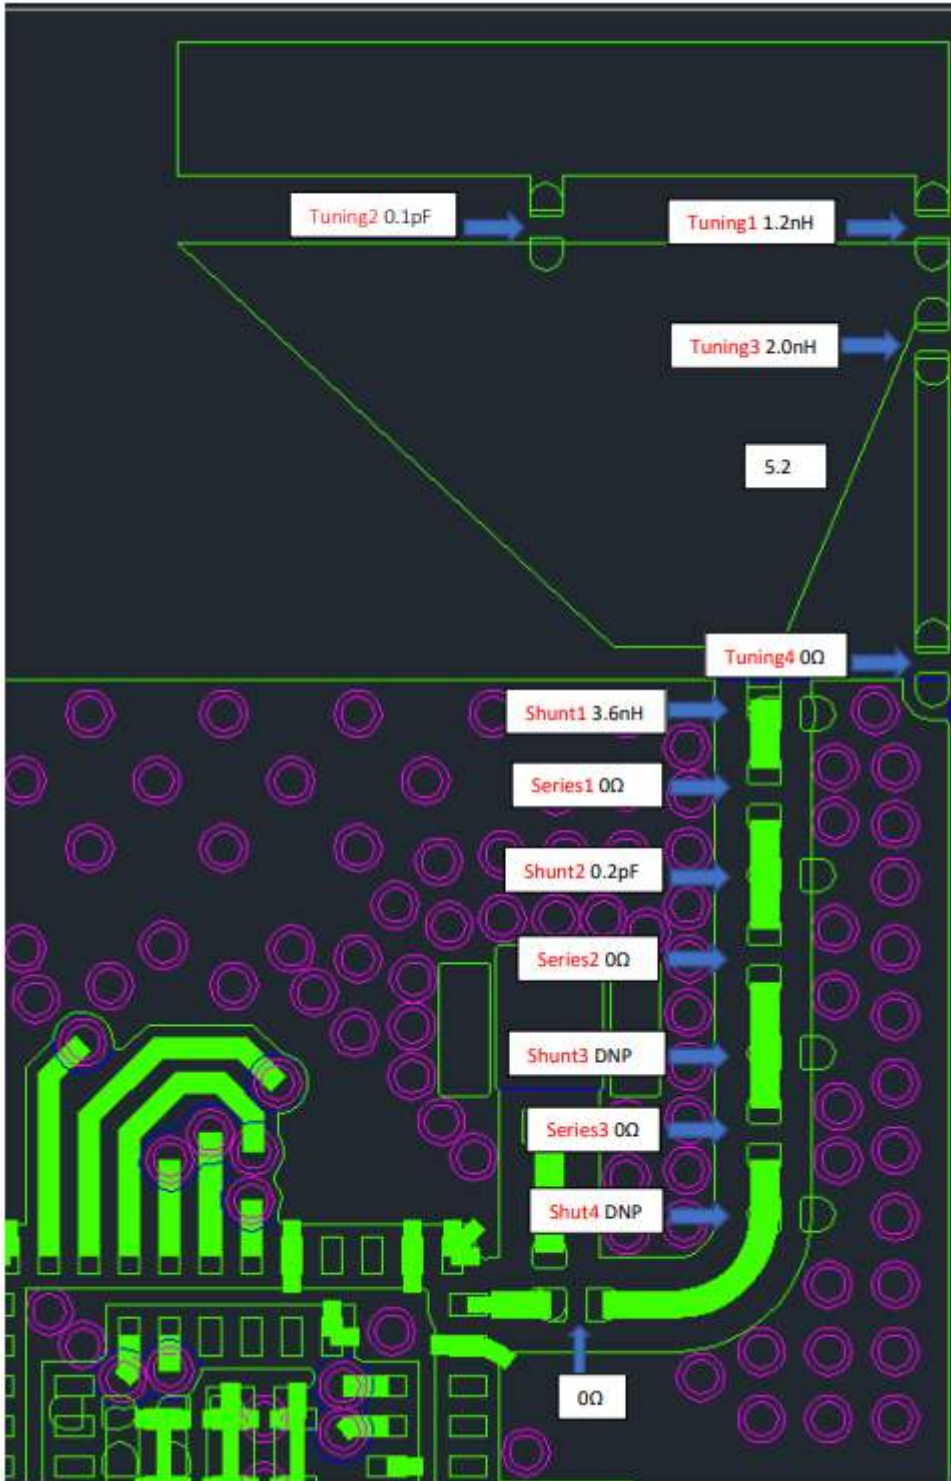 Tuning2 0.1pF
Tuning1 1.2nH
Tuning3 2.0nH
5.2
Tuning4 0Ω
Shunt1 3.6nH
Series1 0Ω
Shunt2 0.2pF
Series2 0Ω
Shunt3 DNP
Series3 0Ω
Shut4 DNP
0Ω